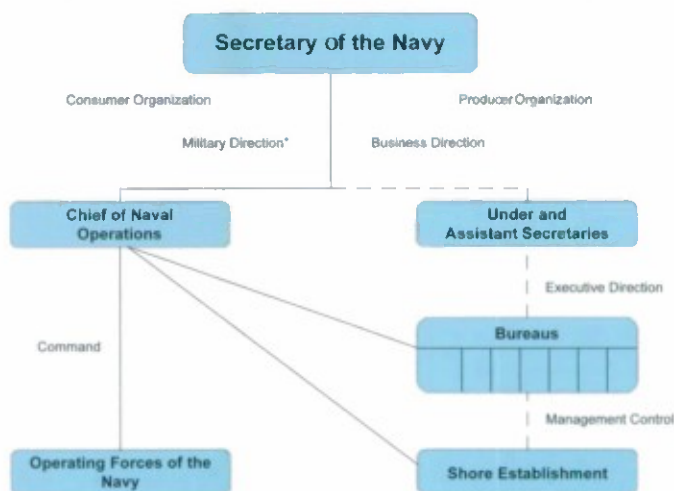 Secretary of the Navy
Consumer Organization
Producer Organization
Military Direction*
Business Direction
Chief of Naval
Operations
Under and
Assistant Secretaries
Executive Direction
Bureaus
Command
Management Control
Operating Forces of the
Navy
Shore Establishment